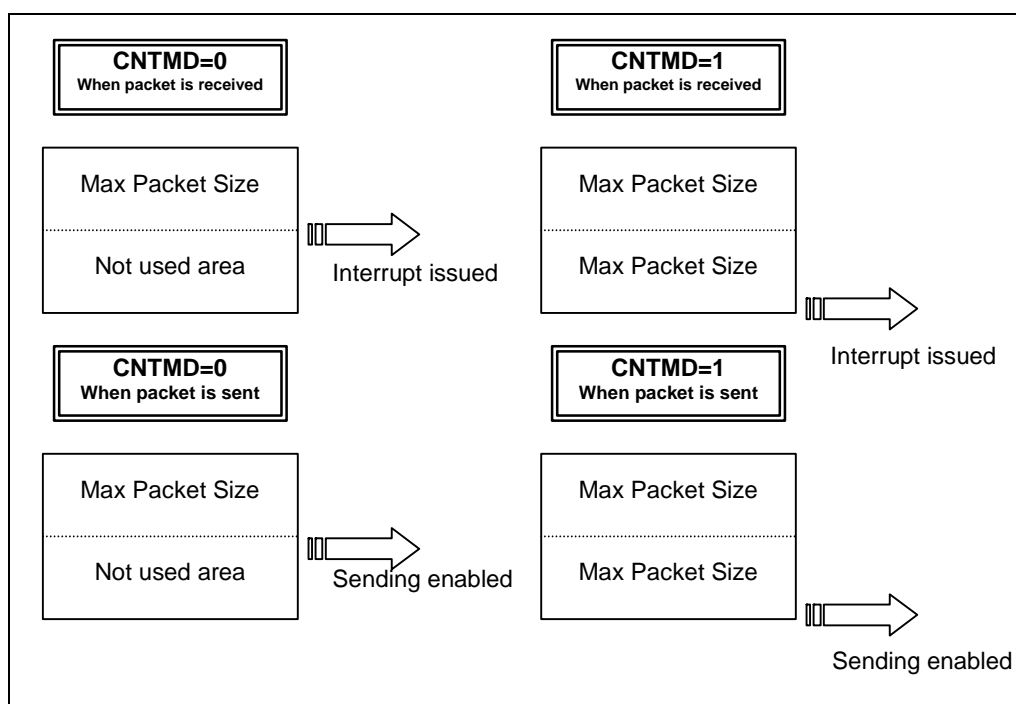 CNTMD=0
When packet is received
CNTMD=1
When packet is received
Max Packet Size
Not used area
Interrupt issued
Max Packet Size
Max Packet Size
Interrupt issued
CNTMD=0
When packet is sent
CNTMD=1
When packet is sent
Max Packet Size
Not used area
Sending enabled
Max Packet Size
Max Packet Size
Sending enabled